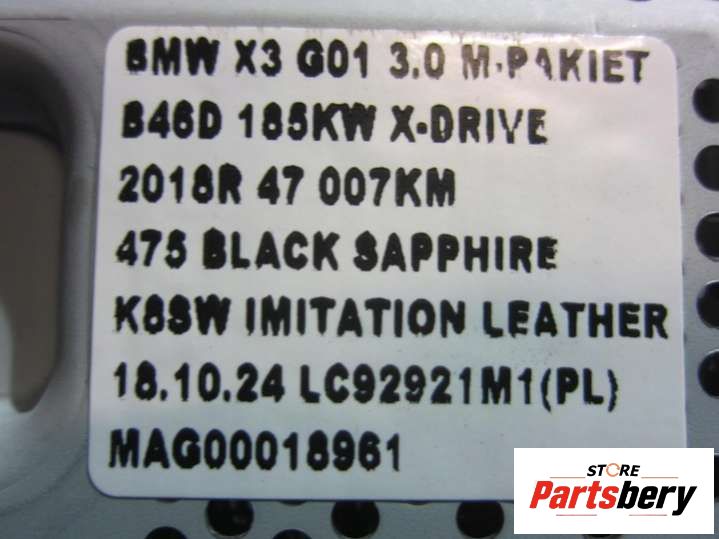 BMW X3 G01 3.0 M-PAKIET
B46D 185KW X-DRIVE
2018R 47 007KM
475 BLACK SAPPHIRE
K8SW IMITATION LEATHER
18.10.24 LC92921M1(PL)
MAG00018961
STORE
Partsbery